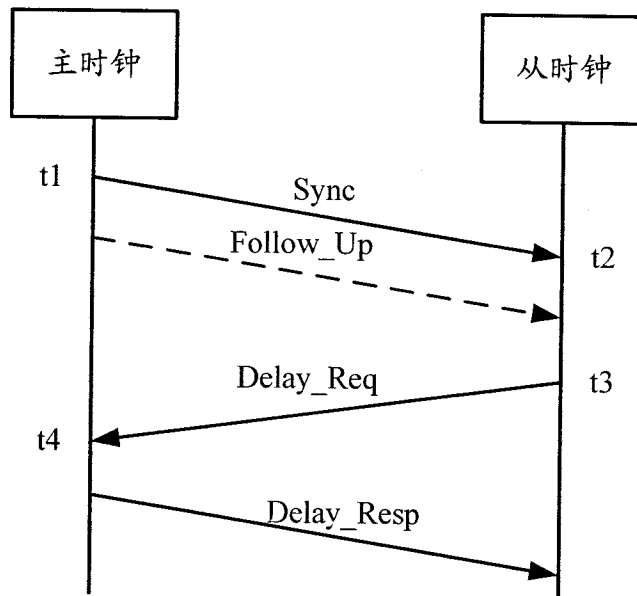 主时钟
从时钟
t1
Sync
Follow_Up
t2
Delay_Req
t3
t4
Delay_Resp